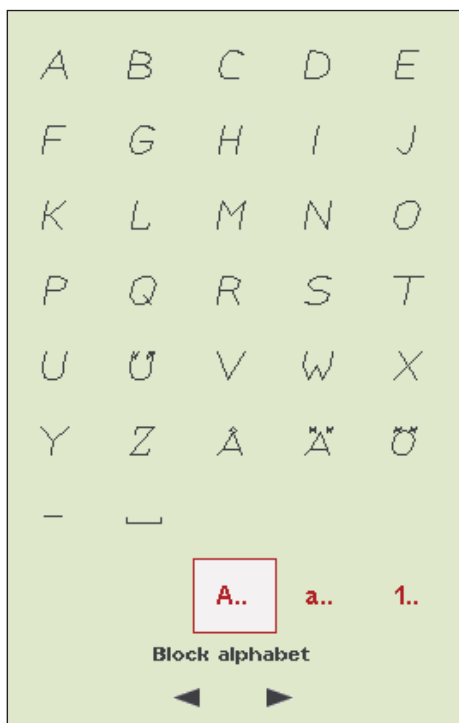 A B C D E
F G H I J
K L M N O
P Q R S T
U Ü V W X
Y Z Å Ä Ö
–
A.. a.. 1..
Block alphabet